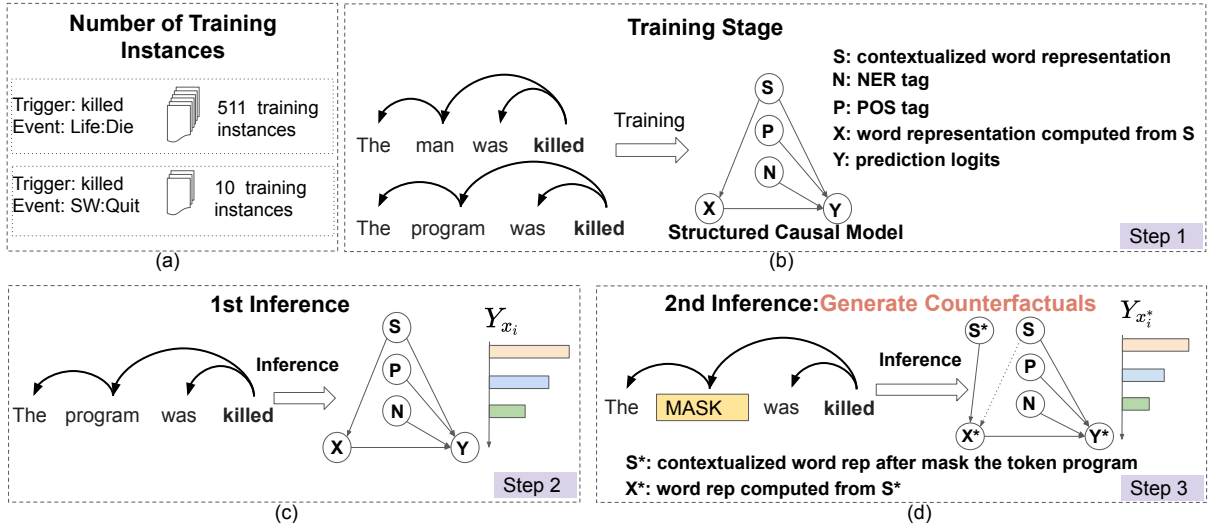 Number of Training
Instances
Trigger: killed
Event: Life:Die
511 training
instances
Trigger: killed
Event: SW:Quit
10 training
instances
(a)
Training Stage
The man was killed
The program was killed
Training
S
P
N
X
Y
Structured Causal Model
S: contextualized word representation
N: NER tag
P: POS tag
X: word representation computed from S
Y: prediction logits
Step 1
(b)
1st Inference
The program was killed
Inference
S
P
N
X
Y
Y_{x_i}
Step 2
(c)
2nd Inference:Generate Counterfactuals
The MASK was killed
Inference
S*
S
P
N
X*
Y*
Y_{x_i^*}
S*: contextualized word rep after mask the token program
X*: word rep computed from S*
Step 3
(d)